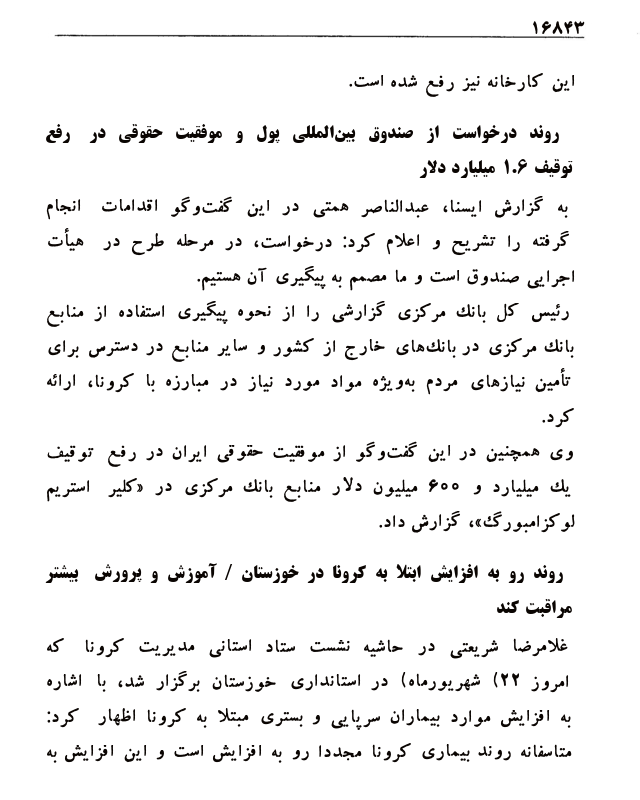 ۱۶۸۴۳
این کارخانه نیز رفع شده است.
روند درخواست از صندوق بین‌المللی پول و موفقیت حقوقی در رفع
توقیف ۱.۶ میلیارد دلار
به گزارش ایسنا، عبدالناصر همتی در این گفت‌وگو اقدامات انجام
گرفته را تشریح و اعلام کرد: درخواست، در مرحله طرح در هیأت
اجرایی صندوق است و ما مصمم به پیگیری آن هستیم.
رئیس کل بانك مرکزی گزارشی را از نحوه پیگیری استفاده از منابع
بانك مرکزی در بانك‌های خارج از کشور و سایر منابع در دسترس برای
تأمین نیازهای مردم به‌ویژه مواد مورد نیاز در مبارزه با کرونا، ارائه
کرد.
وی همچنین در این گفت‌وگو از موفقیت حقوقی ایران در رفع توقیف
یك میلیارد و ۶۰۰ میلیون دلار منابع بانك مرکزی در «کلیر استریم
لوکزامبورگ»، گزارش داد.
روند رو به افزایش ابتلا به کرونا در خوزستان / آموزش و پرورش بیشتر
مراقبت کند
غلامرضا شریعتی در حاشیه نشست ستاد استانی مدیریت کرونا که
امروز ۲۲) شهریورماه) در استانداری خوزستان برگزار شد، با اشاره
به افزایش موارد بیماران سرپایی و بستری مبتلا به کرونا اظهار کرد:
متاسفانه روند بیماری کرونا مجددا رو به افزایش است و این افزایش به